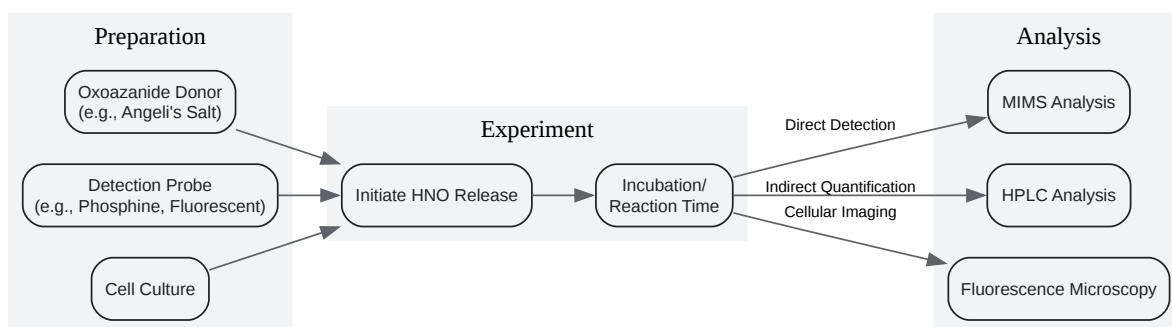 Preparation
Oxoazanide Donor
(e.g., Angeli's Salt)
Detection Probe
(e.g., Phosphine, Fluorescent)
Cell Culture
Experiment
Initiate HNO Release
Incubation/
Reaction Time
Direct Detection
Indirect Quantification
Cellular Imaging
Analysis
MIMS Analysis
HPLC Analysis
Fluorescence Microscopy